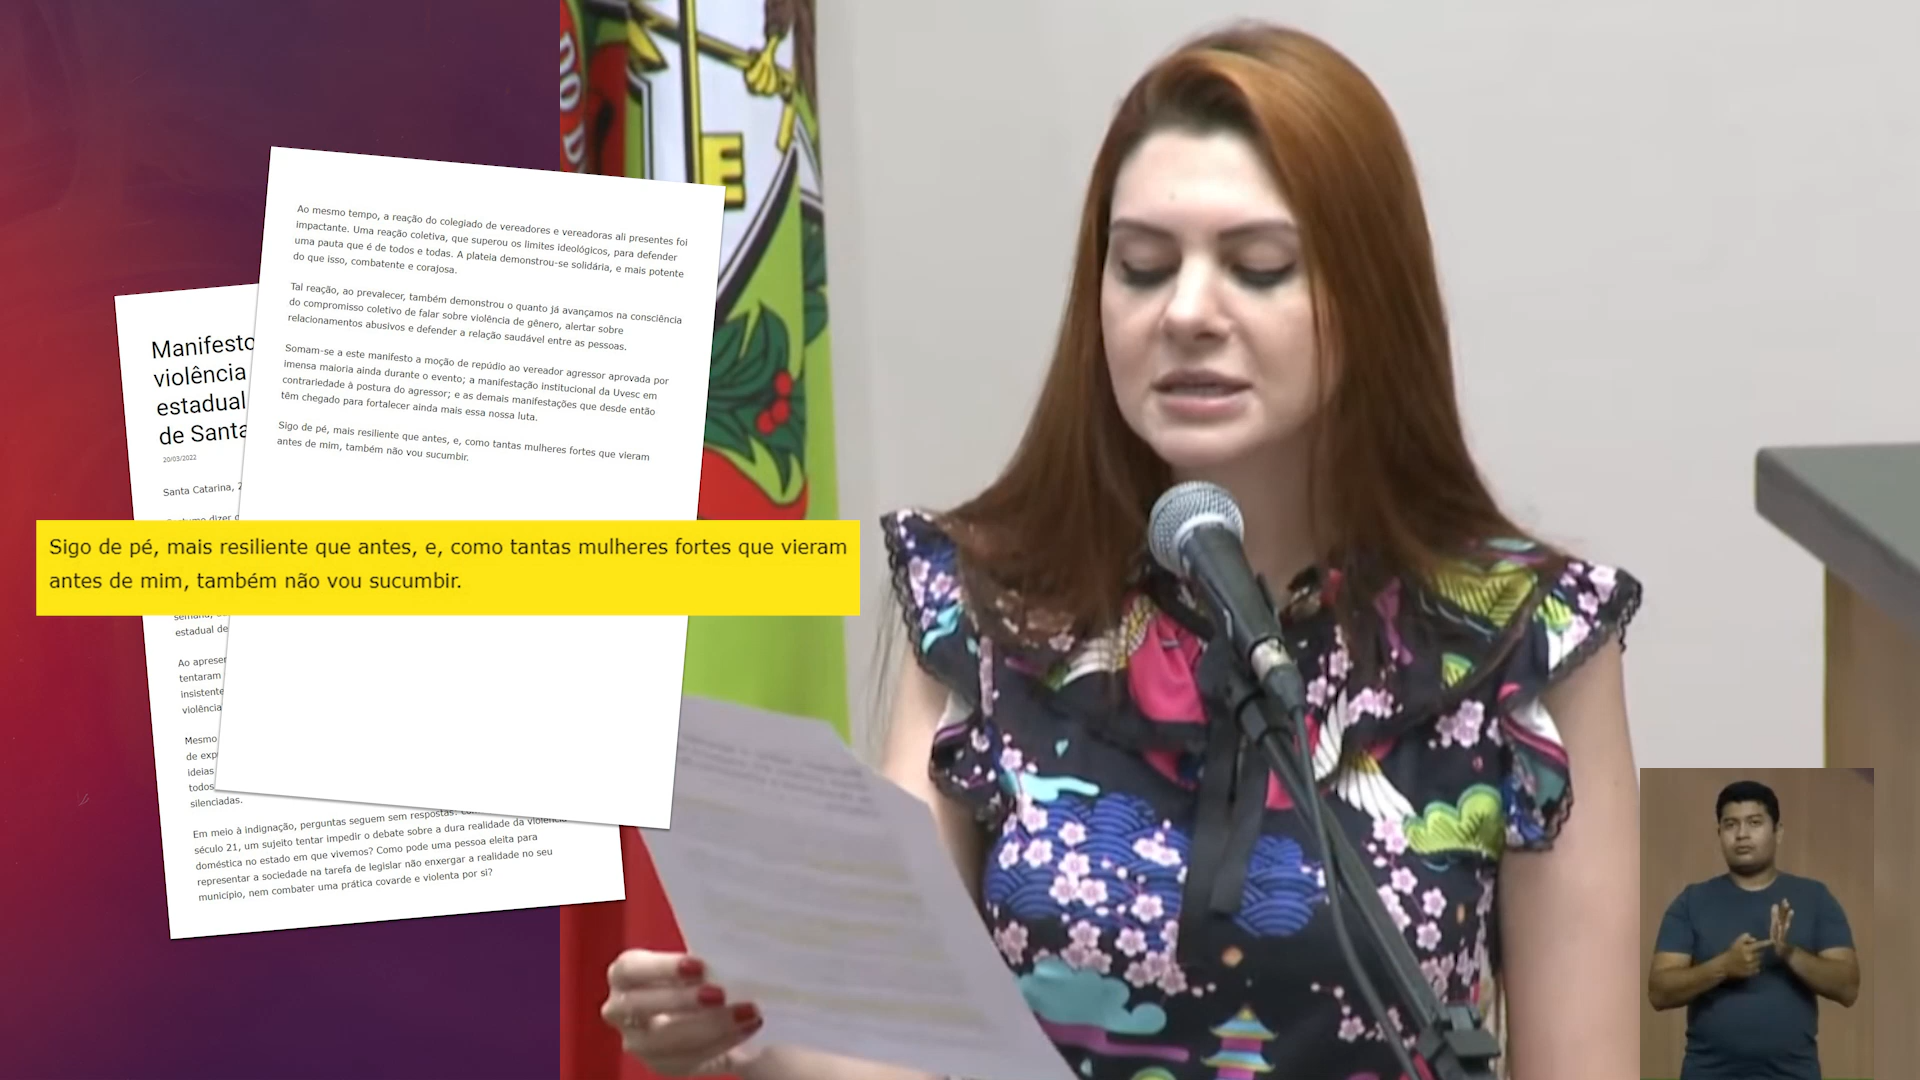 Ao mesmo tempo, a reação do colegiado de vereadores e vereadoras ali presentes foi
impactante. Uma reação coletiva, que superou os limites ideológicos, para defender
uma pauta que é de todos e todas. A plateia demonstrou-se solidária, e mais potente
do que isso, combatente e corajosa.
Tal reação, ao prevalecer, também demonstrou o quanto já avançamos na consciência
do compromisso coletivo de falar sobre violência de gênero, alertar sobre
relacionamentos abusivos e defender a relação saudável entre as pessoas.
Somam-se a este manifesto a moção de repúdio ao vereador agressor aprovada por
imensa maioria ainda durante o evento; a manifestação institucional da Uvesc em
contrariedade à postura do agressor; e as demais manifestações que desde então
têm chegado para fortalecer ainda mais essa nossa luta.
Sigo de pé, mais resiliente que antes, e, como tantas mulheres fortes que vieram
antes de mim, também não vou sucumbir.
Manifesto
violência
estadual
de Santa
20/03/2022
Santa Catarina, 2
dizer
Sigo de pé, mais resiliente que antes, e, como tantas mulheres fortes que vieram
antes de mim, também não vou sucumbir.
estadual de
Ao apreser
tentaram
insistente
violência
Mesmo
de exp
ideias
todos
silenciadas.
Em meio à indignação, perguntas seguem sem respostas:
século 21, um sujeito tentar impedir o debate sobre a dura realidade da violência
doméstica no estado em que vivemos? Como pode uma pessoa eleita para
representar a sociedade na tarefa de legislar não enxergar a realidade no seu
município, nem combater uma prática covarde e violenta por si?
DO D
E